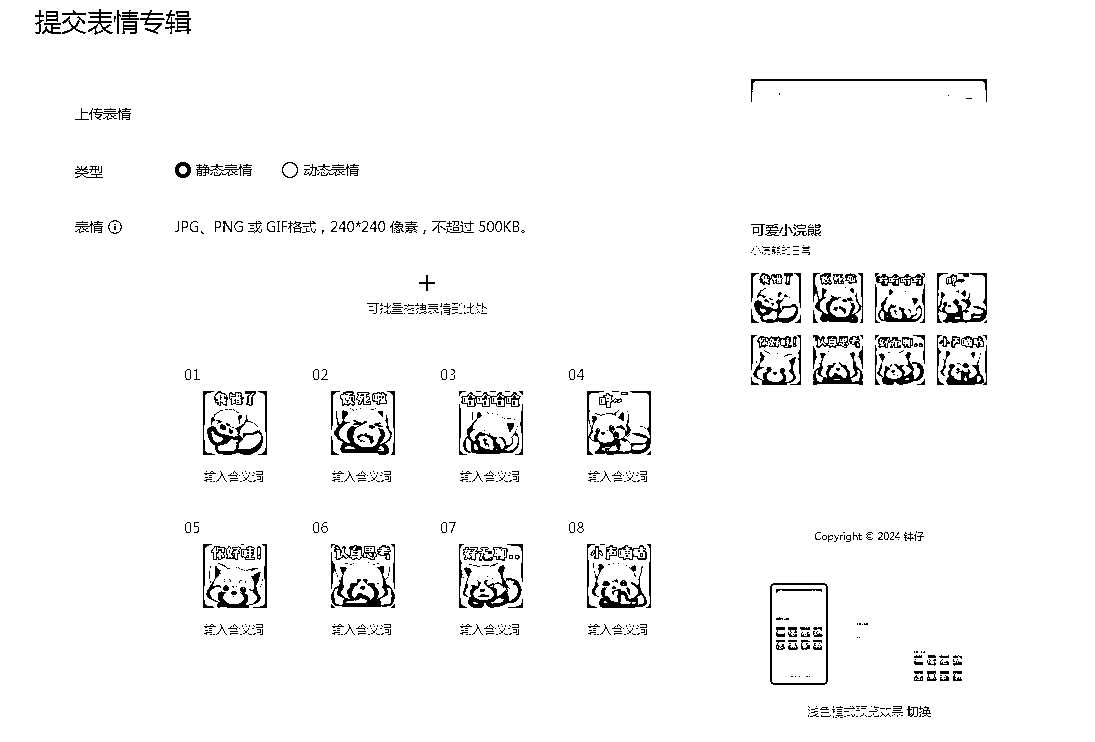 提交表情专辑
上传表情
类型
静态表情
动态表情
表情
JPG、PNG 或 GIF格式，240*240 像素，不超过 500KB。
可批量拖拽表情到此处
01
02
03
04
我错了
烦死啦
哈哈哈哈
哼~
输入含义词
输入含义词
输入含义词
输入含义词
05
06
07
08
你好哇！
认真思考
好无聊..
小声嘀咕
输入含义词
输入含义词
输入含义词
输入含义词
可爱小浣熊
小浣熊的日常
我错了
烦死啦
哈哈哈哈
哼~
你好哇！
认真思考
好无聊..
小声嘀咕
Copyright © 2024 钵仔
浅色模式预览效果 切换